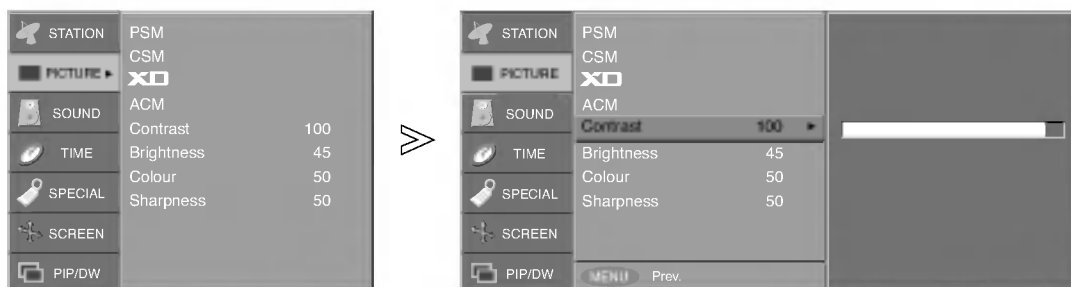 STATION
PICTURE ▶
SOUND
TIME
SPECIAL
SCREEN
PIP/DW
PSM
CSM
XD
ACM
Contrast 100
Brightness 45
Colour 50
Sharpness 50
STATION
PICTURE
SOUND
TIME
SPECIAL
SCREEN
PIP/DW
PSM
CSM
XD
ACM
Contrast 100 ▶
Brightness 45
Colour 50
Sharpness 50
MENU Prev.